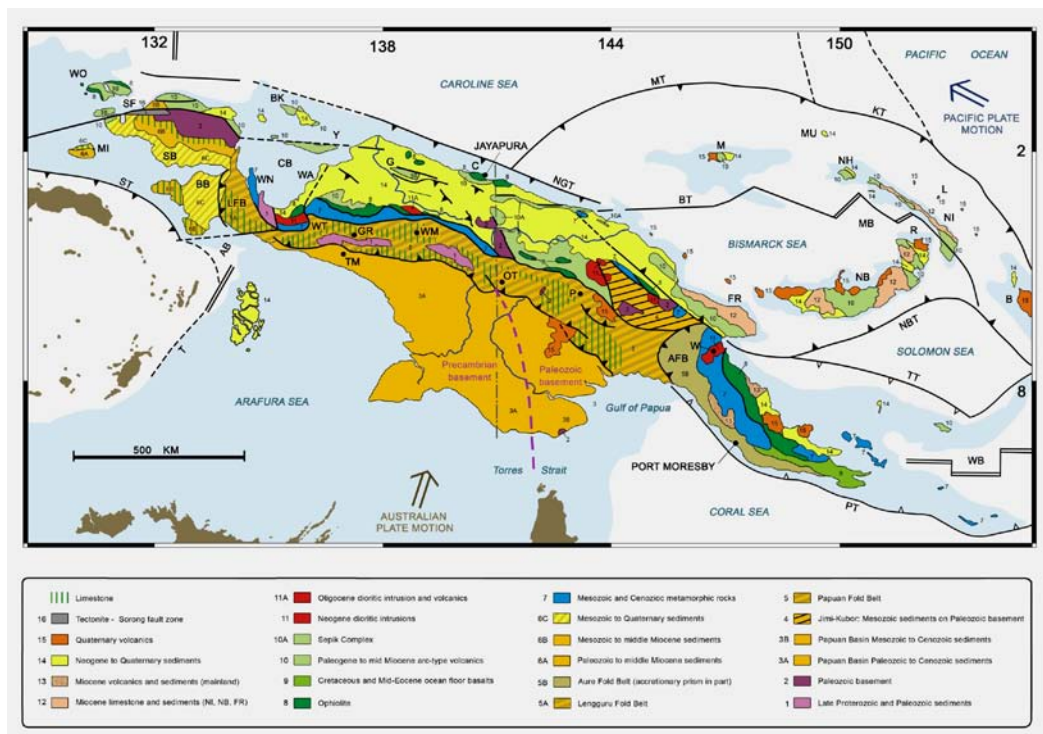 132
138
144
150
PACIFIC OCEAN
WO
CAROLINE SEA
MT
KT
PACIFIC PLATE
MOTION
SF
BK
MU
2
MI
SB
Y
G
C
JAYAPURA
M
NH
ST
BB
CB
WN
WA
NGT
L
LFB
BT
MB
NI
WT
GR
WM
BISMARCK SEA
R
AB
TM
OT
P
FR
NB
B
3A
NBT
T
W
AFB
5B
SOLOMON SEA
Precambrian
basement
Paleozoic
basement
TT
ARAFURA SEA
Gulf of Papua
8
3A
3B
500 KM
PORT MORESBY
WB
Torres Strait
AUSTRALIAN
PLATE MOTION
CORAL SEA
PT
Limestone
16 Tectonite - Sorong fault zone
15 Quaternary volcanics
14 Neogene to Quaternary sediments
13 Miocene volcanics and sediments (mainland)
12 Miocene limestone and sediments (NI, NB, FR)
11A Oligocene dioritic intrusion and volcanics
11 Neogene dioritic intrusions
10A Sepik Complex
10 Paleogene to mid Miocene arc-type volcanics
9 Cretaceous and Mid-Eocene ocean floor basalts
8 Ophiolite
7 Mesozoic and Cenozioc metamorphic rocks
6C Mesozoic to Quaternary sediments
6B Mesozoic to middle Miocene sediments
6A Paleozoic to middle Miocene sediments
5B Aure Fold Belt (accretionary prism in part)
5A Lengguru Fold Belt
5 Papuan Fold Belt
4 Jimi-Kubor: Mesozoic sediments on Paleozoic basement
3B Papuan Basin Mesozoic to Cenozoic sediments
3A Papuan Basin Paleozoic to Cenozoic sediments
2 Paleozoic basement
1 Late Proterozoic and Paleozoic sediments